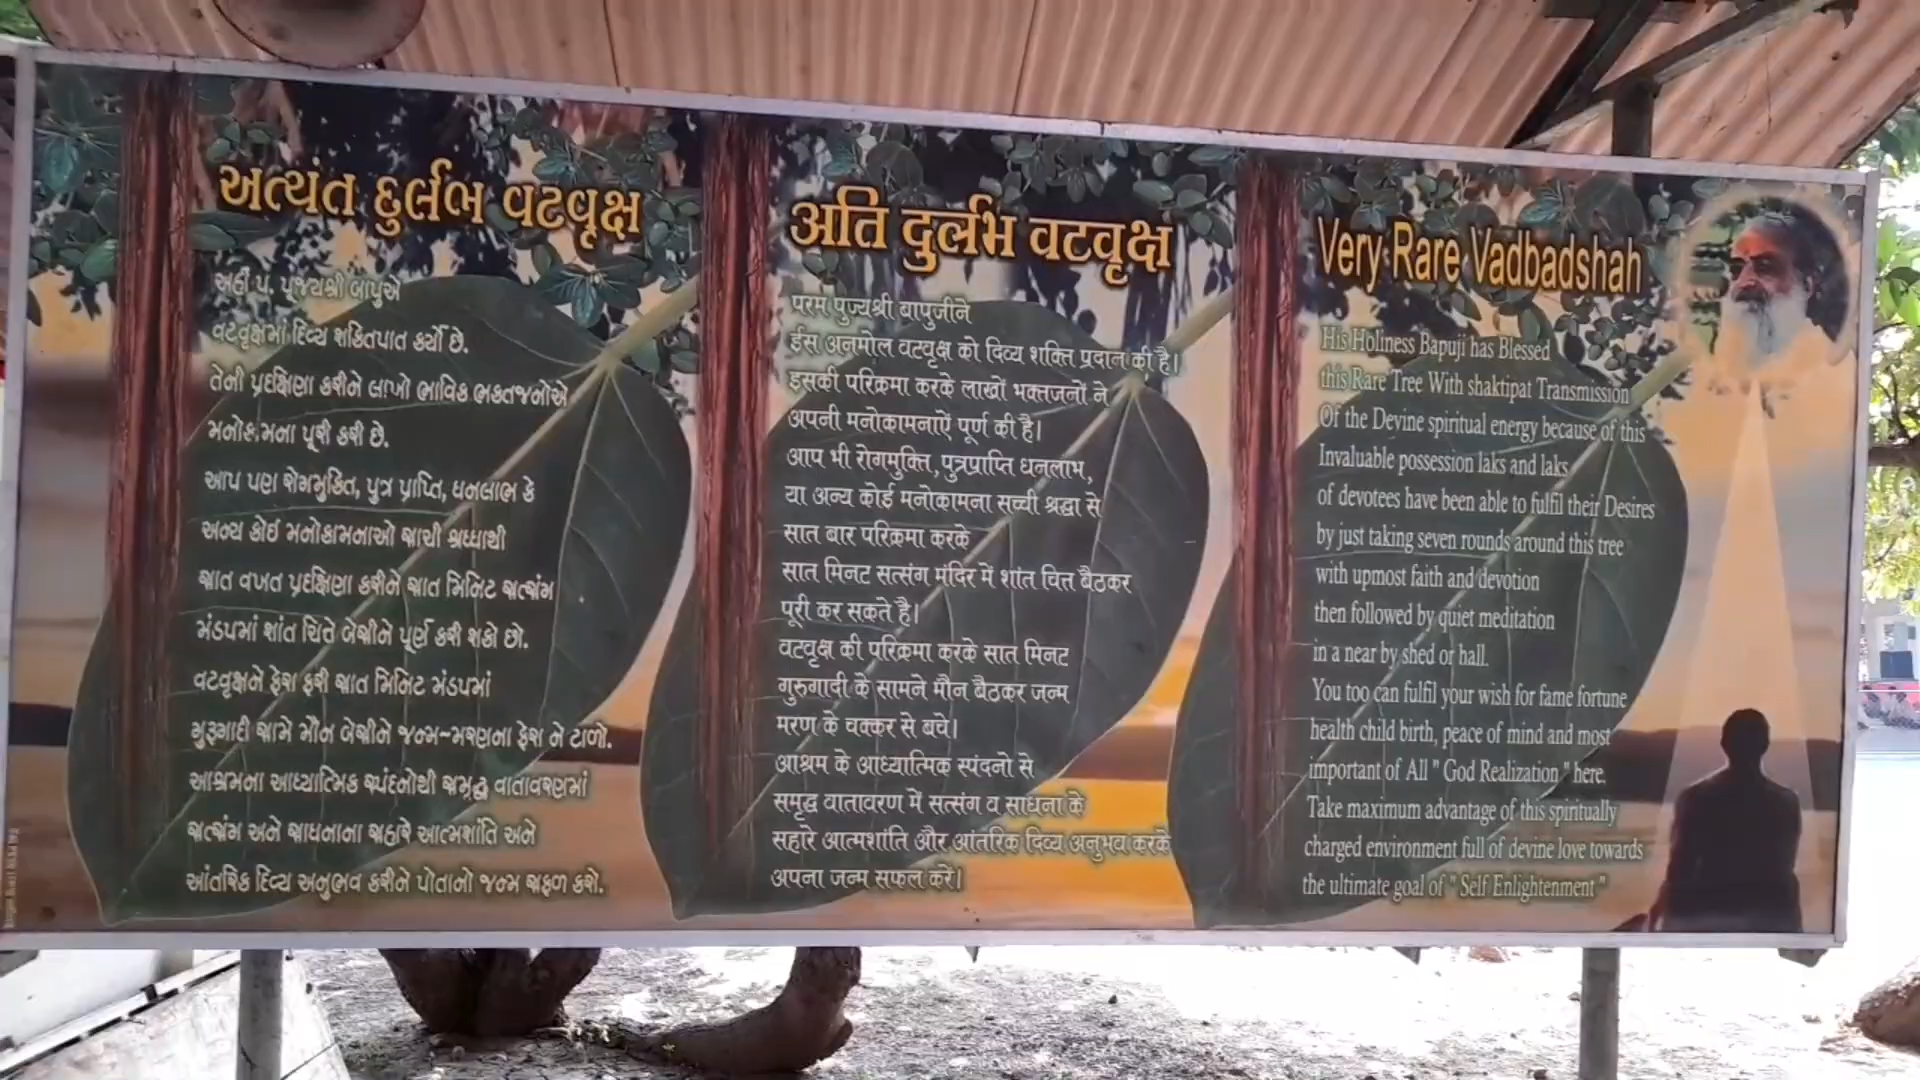 અત્યંત દુર્લભ વટવૃક્ષ
અહીં પ. પૂજ્યશ્રી બાપુએ
વટવૃક્ષમાં દિવ્ય શક્તિપાત કર્યો છે.
તેની પ્રદક્ષિણા કરીને લાખો ભાવિક ભક્તજનોએ
મનોકામના પૂરી કરી છે.
આપ પણ રોગમુક્તિ, પુત્ર પ્રાપ્તિ, ધનલાભ કે
અન્ય કોઈ મનોકામનાઓ સાચી શ્રધ્ધાથી
સાત વખત પ્રદક્ષિણા કરીને સાત મિનિટ સત્સંગ
મંડપમાં શાંત ચિત્તે બેસીને પૂર્ણ કરી શકો છો.
વટવૃક્ષને ફેરા ફરી સાત મિનિટ મંડપમાં
ગુરૂગાદી સામે મૌન બેસીને જન્મ-મરણના ફેરા ને ટાળો.
આશ્રમના આધ્યાત્મિક સ્પંદનોથી સમૃદ્ધ વાતાવરણમાં
સત્સંગ અને સાધનાના સહારે આત્મશાંતિ અને
આંતરિક દિવ્ય અનુભવ કરીને પોતાનો જન્મ સફળ કરો.
अति दुर्लभ वटवृक्ष
परम पुज्यश्री बापुजीने
ईस अनमोल वटवृक्ष को दिव्य शक्ति प्रदान की है।
इसकी परिक्रमा करके लाखों भक्तजनों ने
अपनी मनोकामनाऐं पूर्ण की है।
आप भी रोगमुक्ति,पुत्रप्राप्ति धनलाभ,
या अन्य कोई मनोकामना सच्ची श्रद्धा से
सात बार परिक्रमा करके
सात मिनट सत्संग मंदिर में शांत चित्त बैठकर
पूरी कर सकते है।
वटवृक्ष की परिक्रमा करके सात मिनट
गुरुगादी के सामने मौन बैठकर जन्म
मरण के चक्कर से बचे।
आश्रम के आध्यात्मिक स्पंदनो से
समृद्ध वातावरण में सत्संग व साधना के
सहारे आत्मशांति और आंतरिक दिव्य अनुभव करके
अपना जन्म सफल करें।
Very Rare Vadbadshah
His Holiness Bapuji has Blessed
this Rare Tree With shaktipat Transmission
Of the Devine spiritual energy because of this
Invaluable possession laks and laks
of devotees have been able to fulfil their Desires
by just taking seven rounds around this tree
with upmost faith and devotion
then followed by quiet meditation
in a near by shed or hall.
You too can fulfil your wish for fame fortune
health child birth, peace of mind and most
important of All " God Realization " here.
Take maximum advantage of this spiritually
charged environment full of devine love towards
the ultimate goal of " Self Enlightenment "